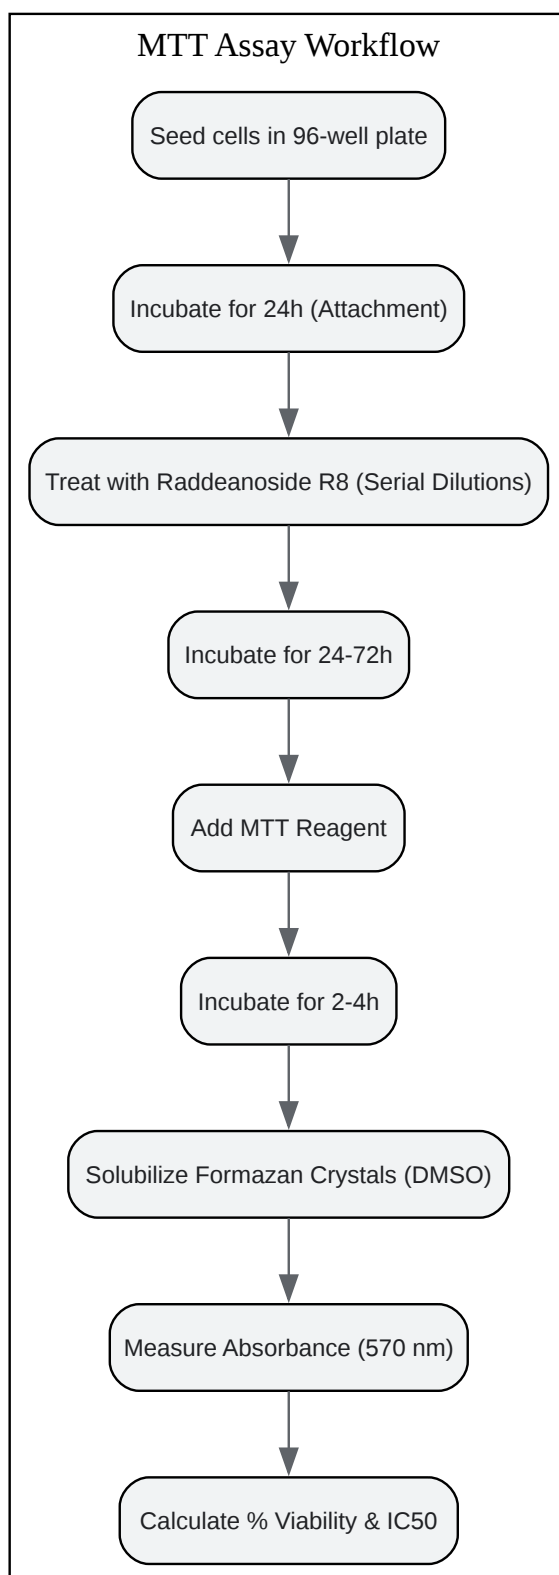 MTT Assay Workflow
Seed cells in 96-well plate
Incubate for 24h (Attachment)
Treat with Raddeanoside R8 (Serial Dilutions)
Incubate for 24-72h
Add MTT Reagent
Incubate for 2-4h
Solubilize Formazan Crystals (DMSO)
Measure Absorbance (570 nm)
Calculate % Viability & IC50